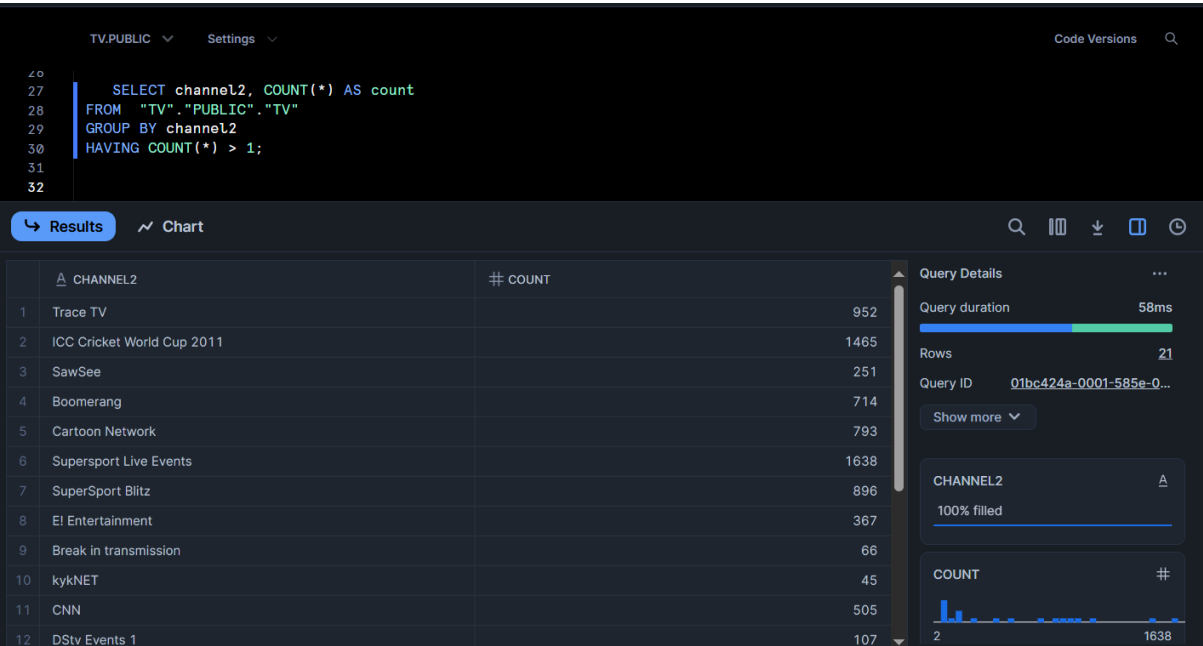 TV.PUBLIC Settings Code Versions
26
27 SELECT channel2, COUNT(*) AS count
28 FROM "TV"."PUBLIC"."TV"
29 GROUP BY channel2
30 HAVING COUNT(*) > 1;
31
32
Results Chart
A CHANNEL2 # COUNT
1 Trace TV 952
2 ICC Cricket World Cup 2011 1465
3 SawSee 251
4 Boomerang 714
5 Cartoon Network 793
6 Supersport Live Events 1638
7 SuperSport Blitz 896
8 E! Entertainment 367
9 Break in transmission 66
10 kykNET 45
11 CNN 505
12 DStv Events 1 107
Query Details ...
Query duration 58ms
Rows 21
Query ID 01bc424a-0001-585e-0...
Show more
CHANNEL2 A
100% filled
COUNT #
2 1638